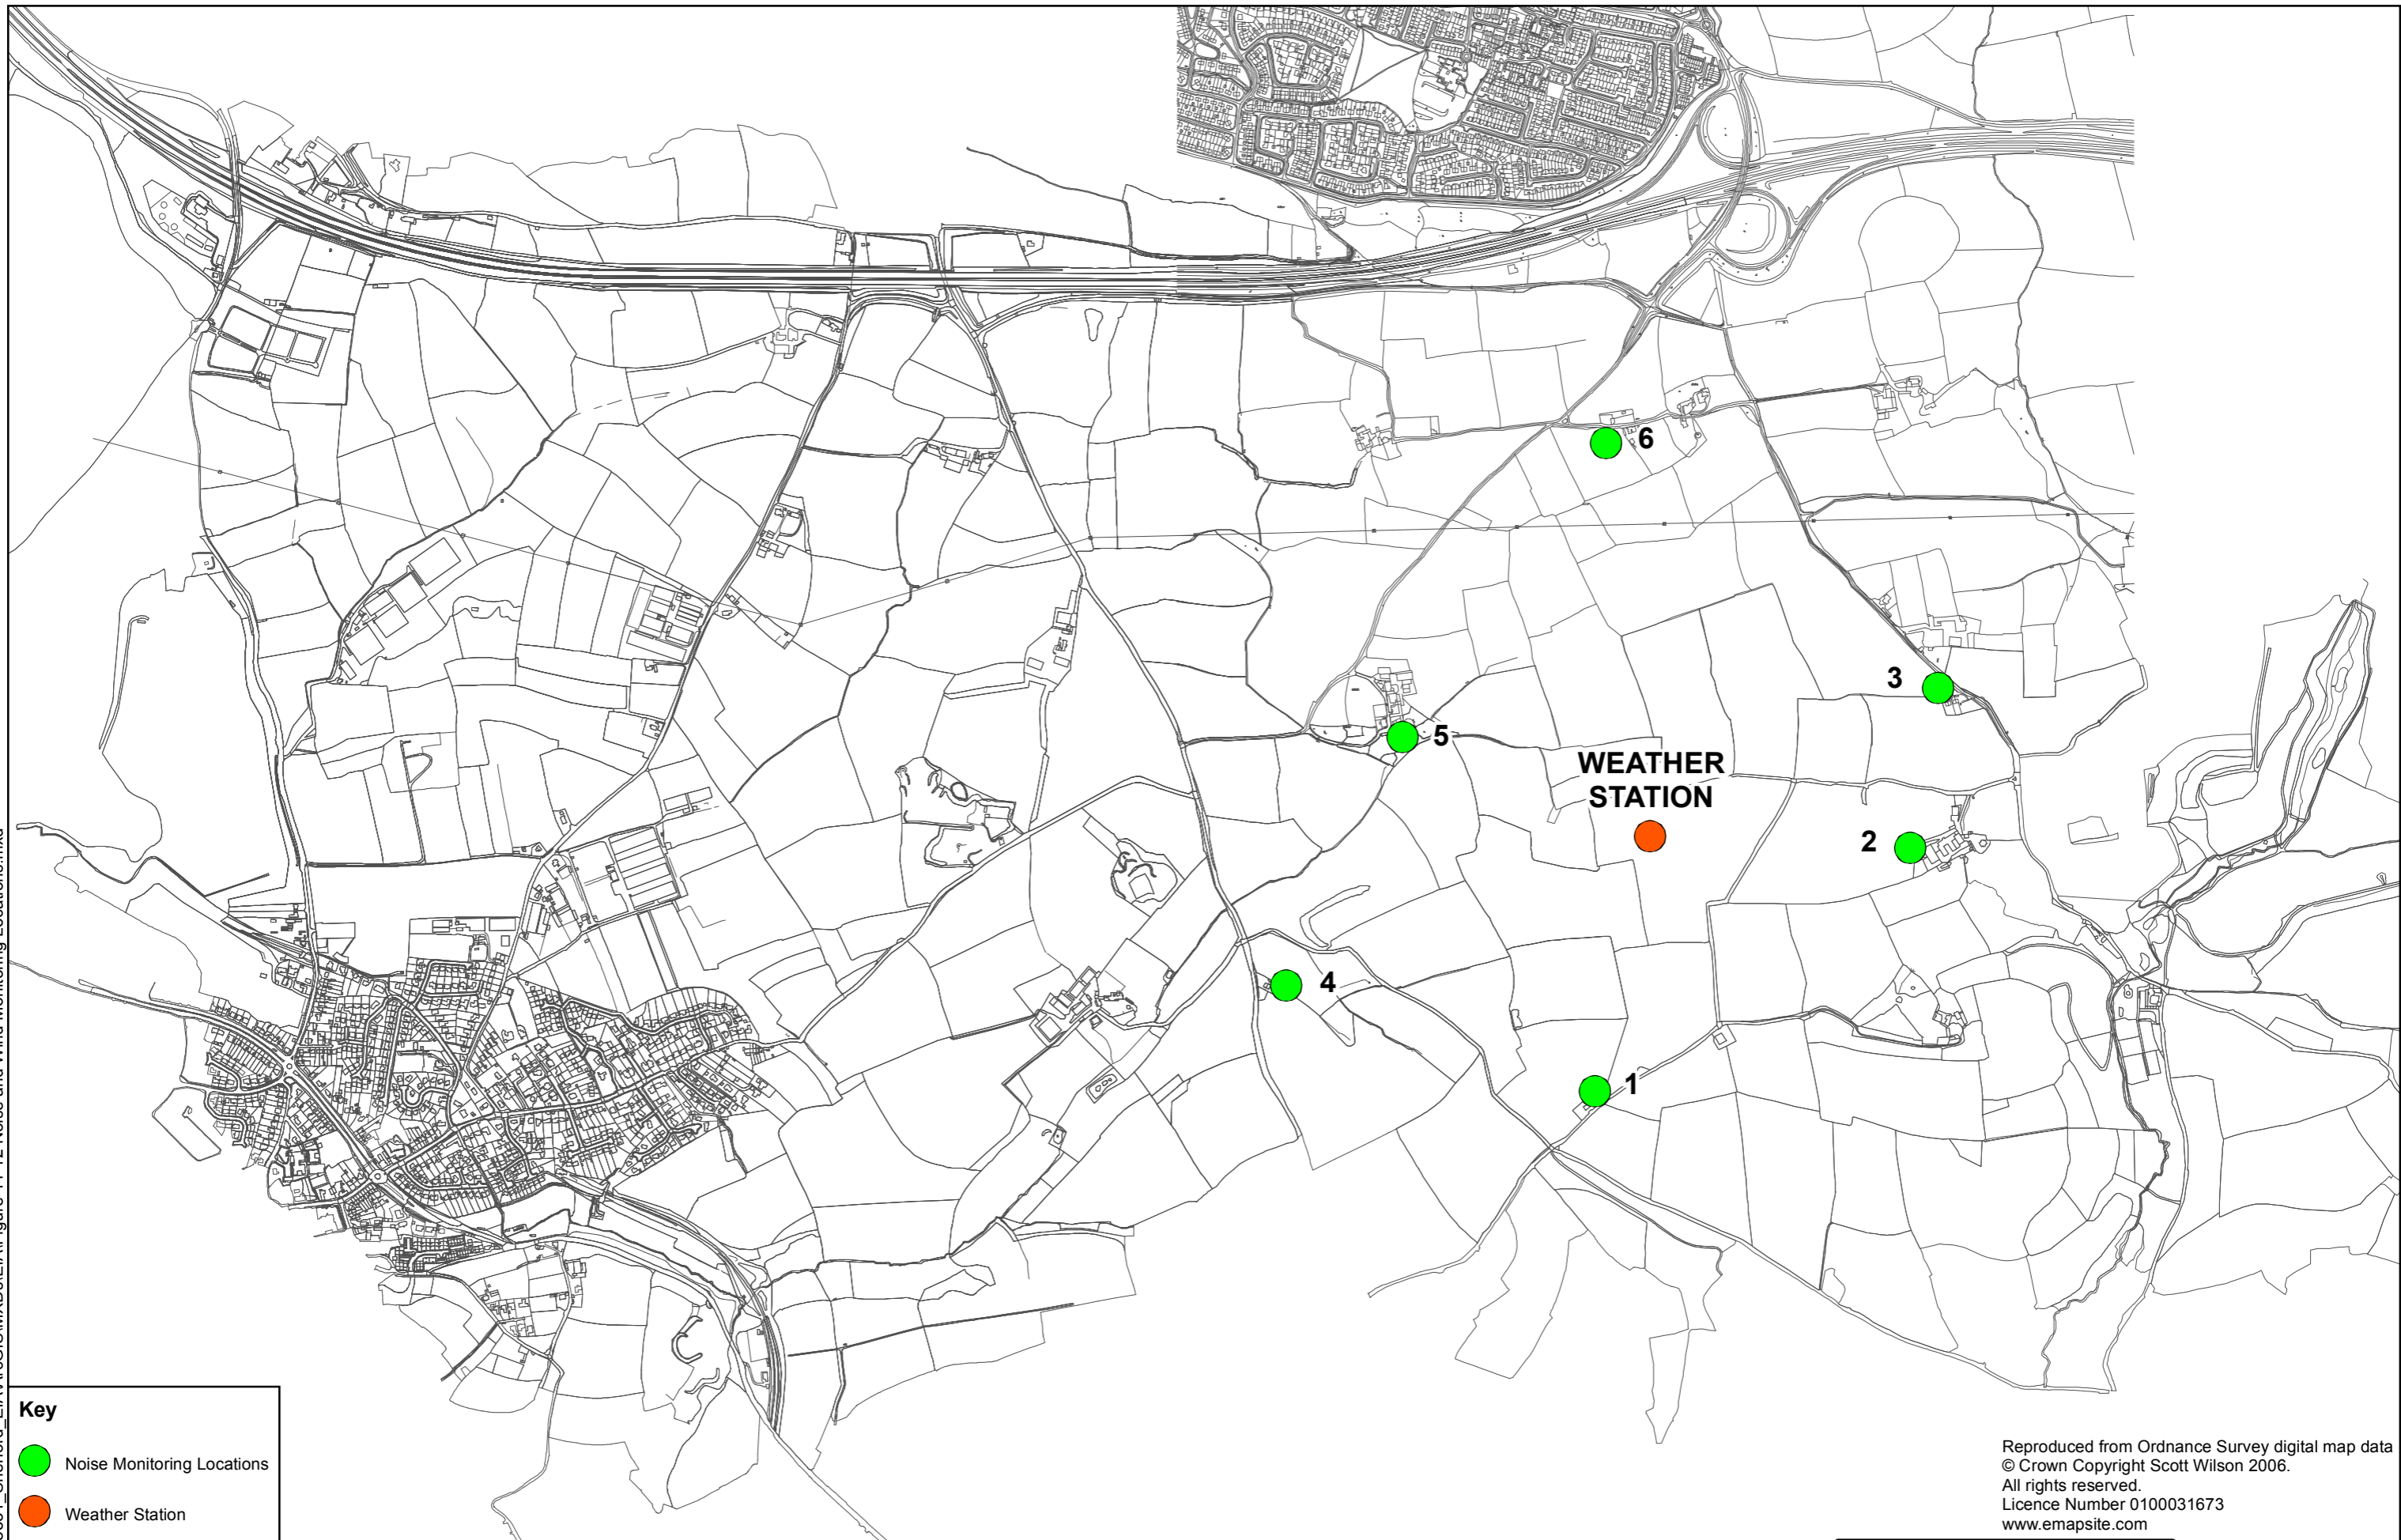 6
3
5
WEATHER
STATION
2
4
1
Key
Noise Monitoring Locations
Weather Station
Reproduced from Ordnance Survey digital map data
© Crown Copyright Scott Wilson 2006.
All rights reserved.
Licence Number 0100031673
www.emapsite.com